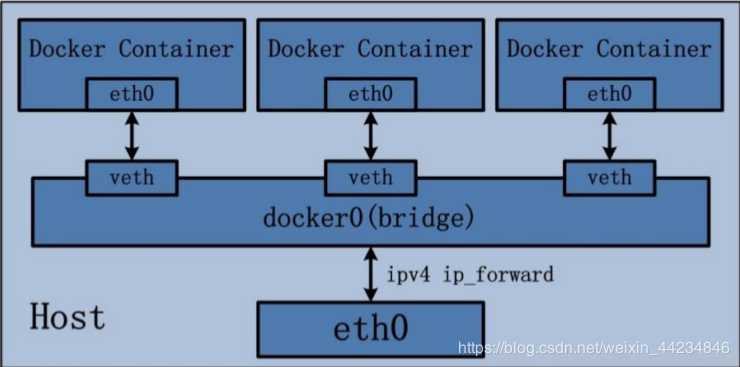 Docker Container
Docker Container
Docker Container
eth0
eth0
eth0
veth
veth
veth
docker0(bridge)
ipv4 ip_forward
Host
eth0
https://blog.csdn.net/weixin_44234846